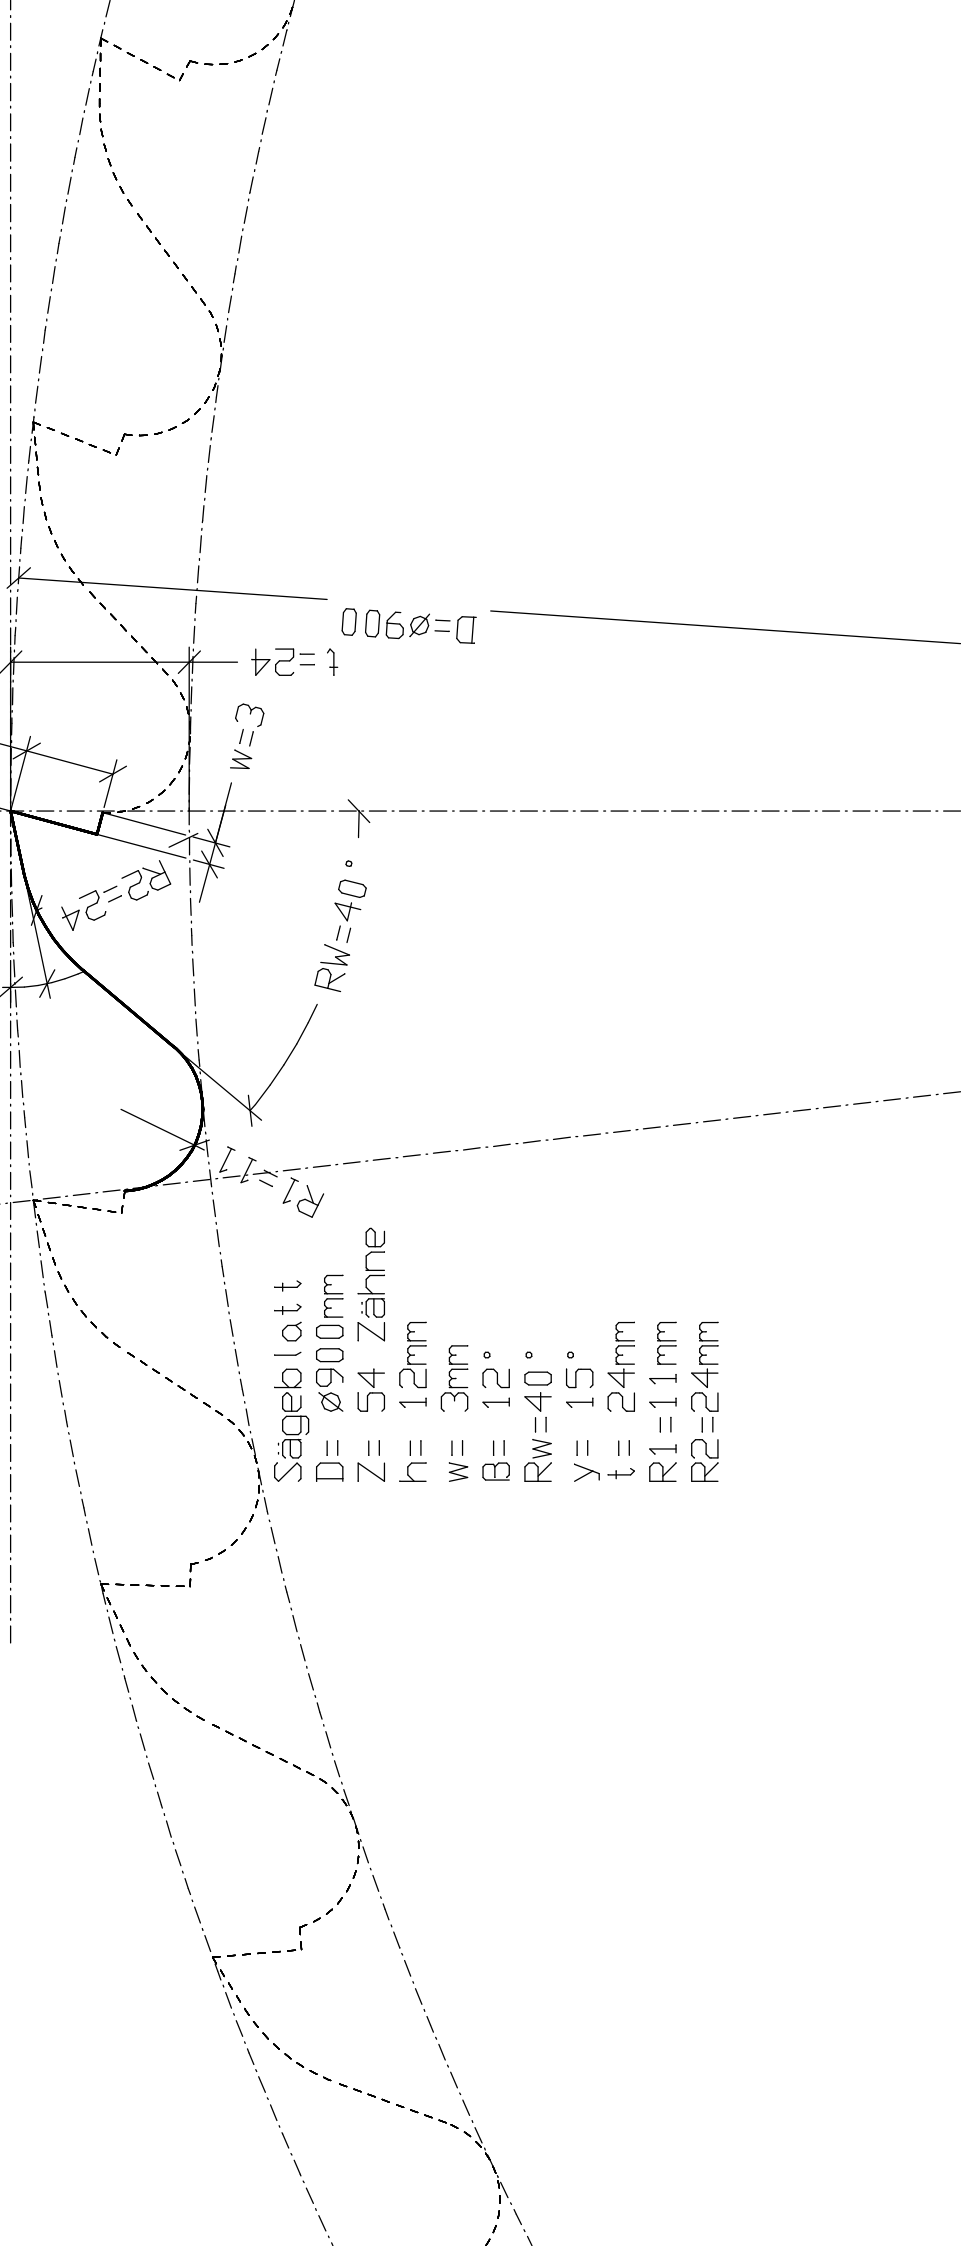 D=ø900
t=24
w=3
R2=24
RW=40°
R1=11
Sägeblatt
D= ø900mm
Z= 54 Zähne
h= 12mm
w= 3mm
B= 12°
Rw=40°
y= 15°
t= 24mm
R1=11mm
R2=24mm